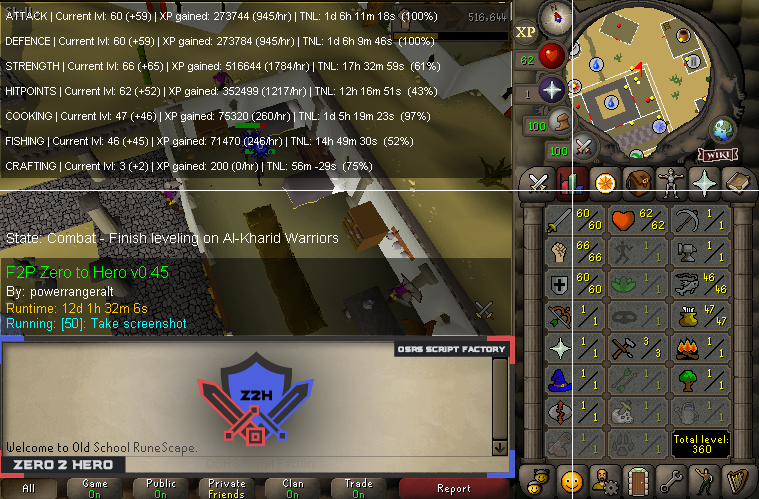 ATTACK | Current lvl: 60 (+59) | XP gained: 273744 (945/hr) | TNL: 1d 6h 11m 18s (100%)
516,644
DEFENCE | Current lvl: 60 (+59) | XP gained: 273784 (945/hr) | TNL: 1d 6h 9m 46s (100%)
STRENGTH | Current lvl: 66 (+65) | XP gained: 516644 (1784/hr) | TNL: 17h 32m 59s (61%)
HITPOINTS | Current lvl: 62 (+52) | XP gained: 352499 (1217/hr) | TNL: 12h 16m 51s (43%)
COOKING | Current lvl: 47 (+46) | XP gained: 75320 (260/hr) | TNL: 1d 5h 19m 23s (97%)
FISHING | Current lvl: 46 (+45) | XP gained: 71470 (246/hr) | TNL: 14h 49m 30s (52%)
CRAFTING | Current lvl: 3 (+2) | XP gained: 200 (0/hr) | TNL: 56m -29s (75%)
State: Combat - Finish leveling on Al-Kharid Warriors
F2P Zero to Hero v0.45
By: powerrangeralt
Runtime: 12d 1h 32m 6s
Running: [50]: Take screenshot
OSRS SCRIPT FACTORY
Z2H
Welcome to Old School RuneScape.
ZERO 2 HERO
All
Game
On
Public
On
Private
Friends
Clan
On
Trade
On
Report
XP
62
1
100
100
WIKI
60 60 62 62 1 1
66 66 1 1 1 1
60 60 1 1 46 46
1 1 1 1 47 47
1 1 3 3 1 1
1 1 1 1 1 1
1 1 1 1 1 1
1 1 1 1
Total level:
360